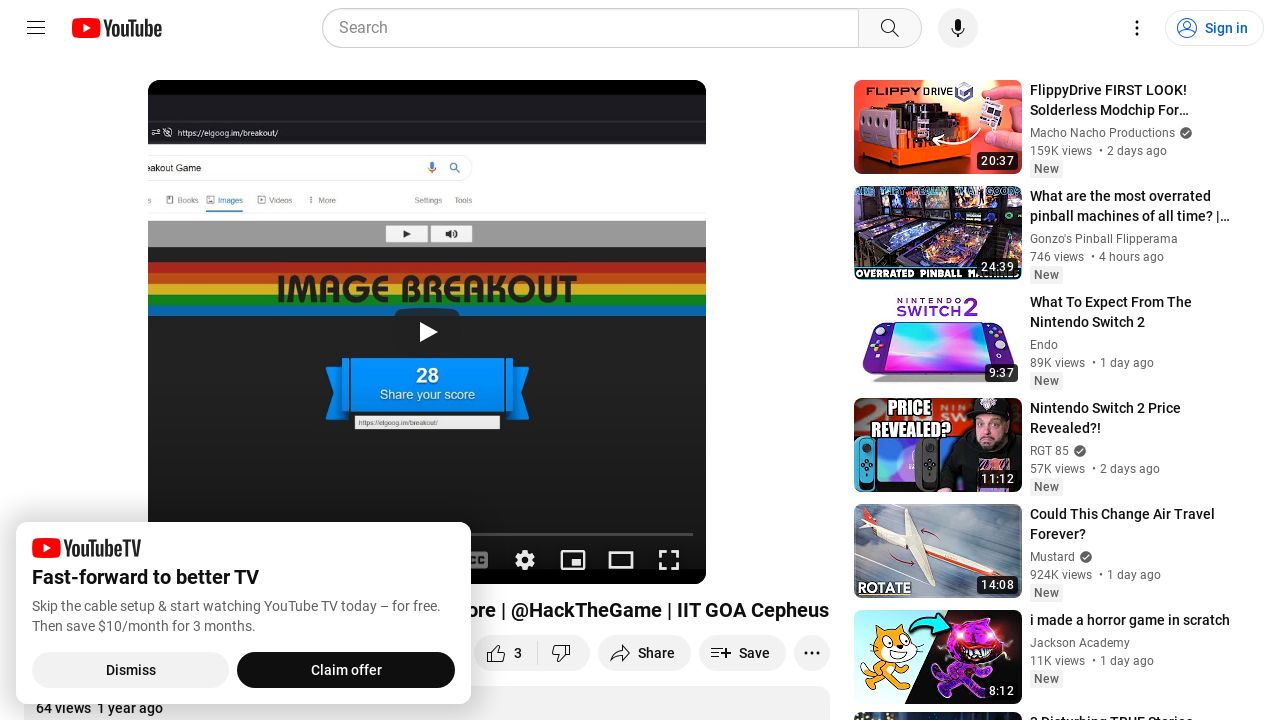 YouTube
Search
Sign in
https://elgoog.im/breakout/
eakout Game
Books
Images
Videos
More
Settings
Tools
IMAGE BREAKOUT
28
Share your score
https://elgoog.im/breakout/
CC
YouTubeTV
Fast-forward to better TV
Skip the cable setup & start watching YouTube TV today – for free.
Then save $10/month for 3 months.
Dismiss
Claim offer
ore | @HackTheGame | IIT GOA Cepheus
3
Share
Save
64 views 1 year ago
FLIPPY DRIVE
20:37
FlippyDrive FIRST LOOK!
Solderless Modchip For…
Macho Nacho Productions
159K views • 2 days ago
New
OVERRATED PINBALL MACHINES
24:39
What are the most overrated
pinball machines of all time? |…
Gonzo's Pinball Flipperama
746 views • 4 hours ago
New
NINTENDO
SWITCH 2
9:37
What To Expect From The
Nintendo Switch 2
Endo
89K views • 1 day ago
New
PRICE
REVEALED?
11:12
Nintendo Switch 2 Price
Revealed?!
RGT 85
57K views • 2 days ago
New
ROTATE
14:08
Could This Change Air Travel
Forever?
Mustard
924K views • 1 day ago
New
8:12
i made a horror game in scratch
Jackson Academy
11K views • 1 day ago
New